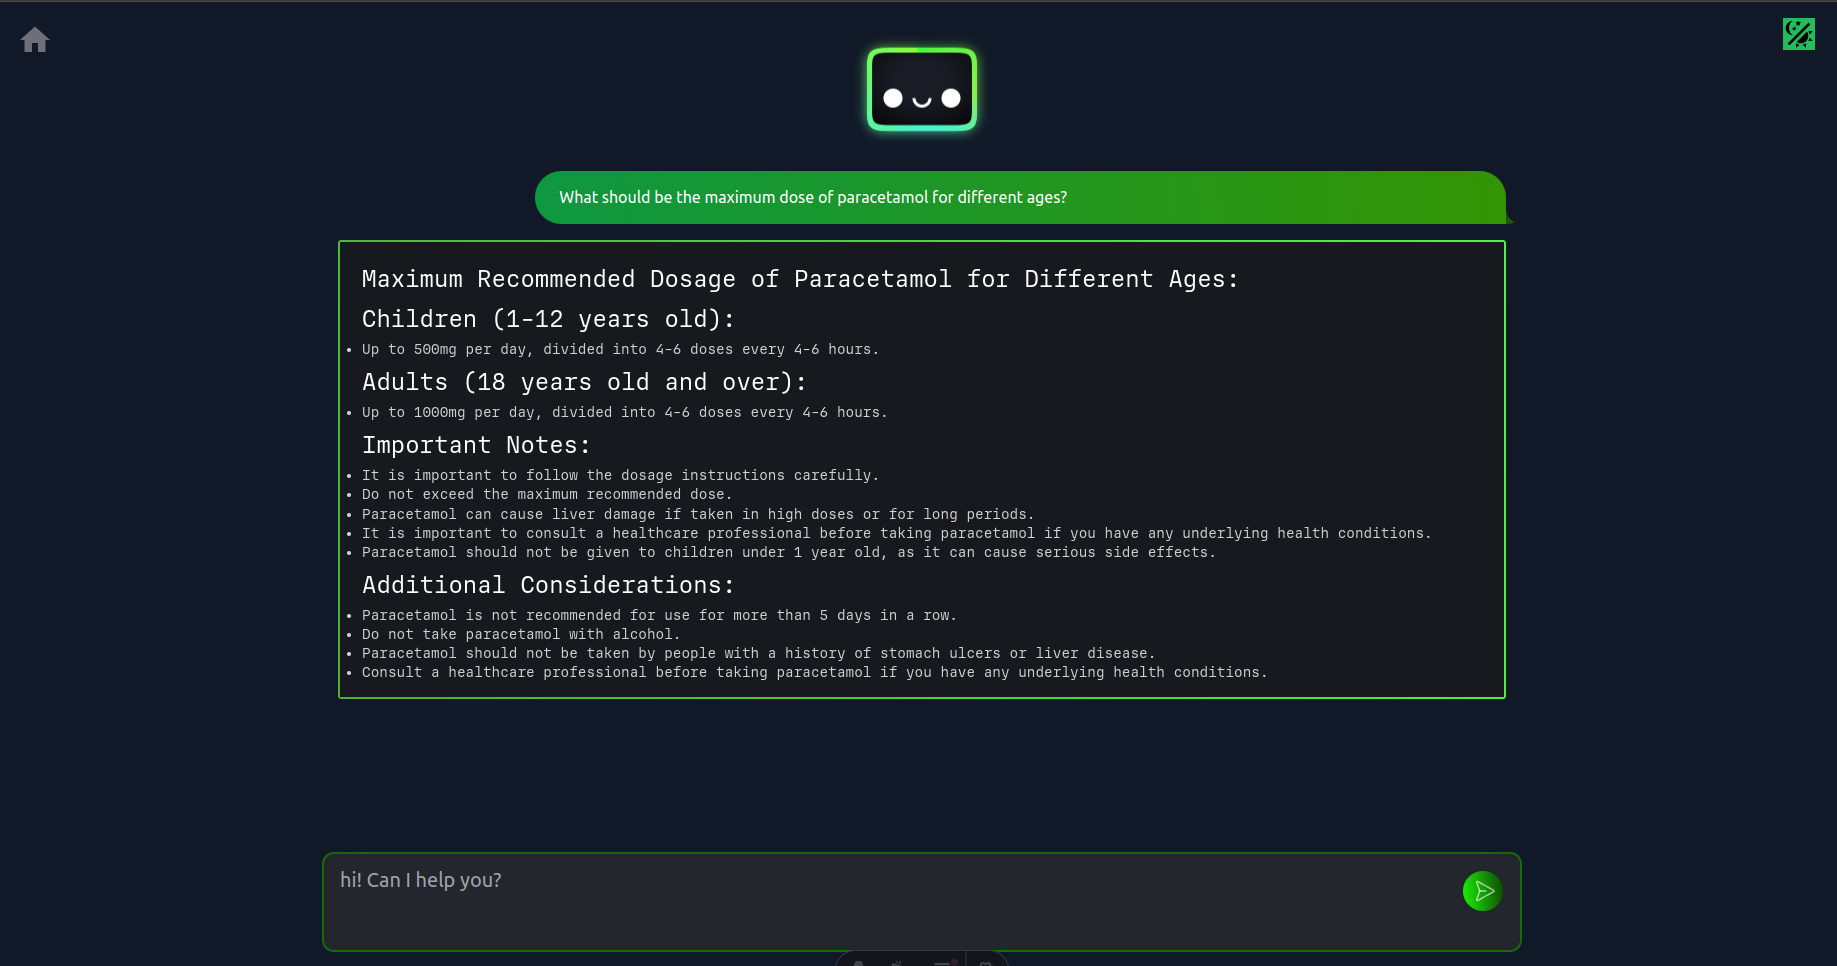 What should be the maximum dose of paracetamol for different ages?
Maximum Recommended Dosage of Paracetamol for Different Ages:
Children (1-12 years old):
• Up to 500mg per day, divided into 4-6 doses every 4-6 hours.
Adults (18 years old and over):
• Up to 1000mg per day, divided into 4-6 doses every 4-6 hours.
Important Notes:
• It is important to follow the dosage instructions carefully.
• Do not exceed the maximum recommended dose.
• Paracetamol can cause liver damage if taken in high doses or for long periods.
• It is important to consult a healthcare professional before taking paracetamol if you have any underlying health conditions.
• Paracetamol should not be given to children under 1 year old, as it can cause serious side effects.
Additional Considerations:
• Paracetamol is not recommended for use for more than 5 days in a row.
• Do not take paracetamol with alcohol.
• Paracetamol should not be taken by people with a history of stomach ulcers or liver disease.
• Consult a healthcare professional before taking paracetamol if you have any underlying health conditions.
hi! Can I help you?